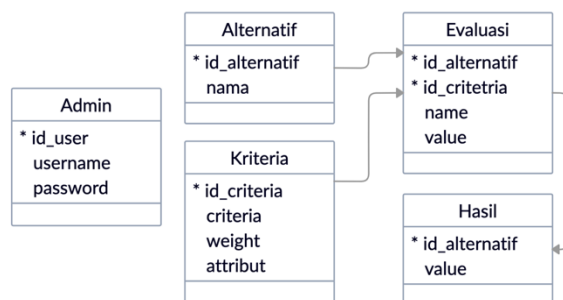 Admin
* id_user
username
password
Alternatif
* id_alternatif
nama
Kriteria
* id_criteria
criteria
weight
attribut
Evaluasi
* id_alternatif
* id_critetria
name
value
Hasil
* id_alternatif
value